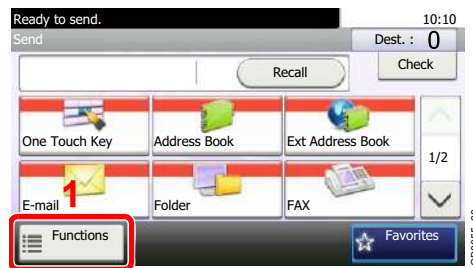 Ready to send. 10:10
Send Dest. : 0
Recall Check
One Touch Key Address Book Ext Address Book
1/2
E-mail Folder FAX
1
Functions Favorites